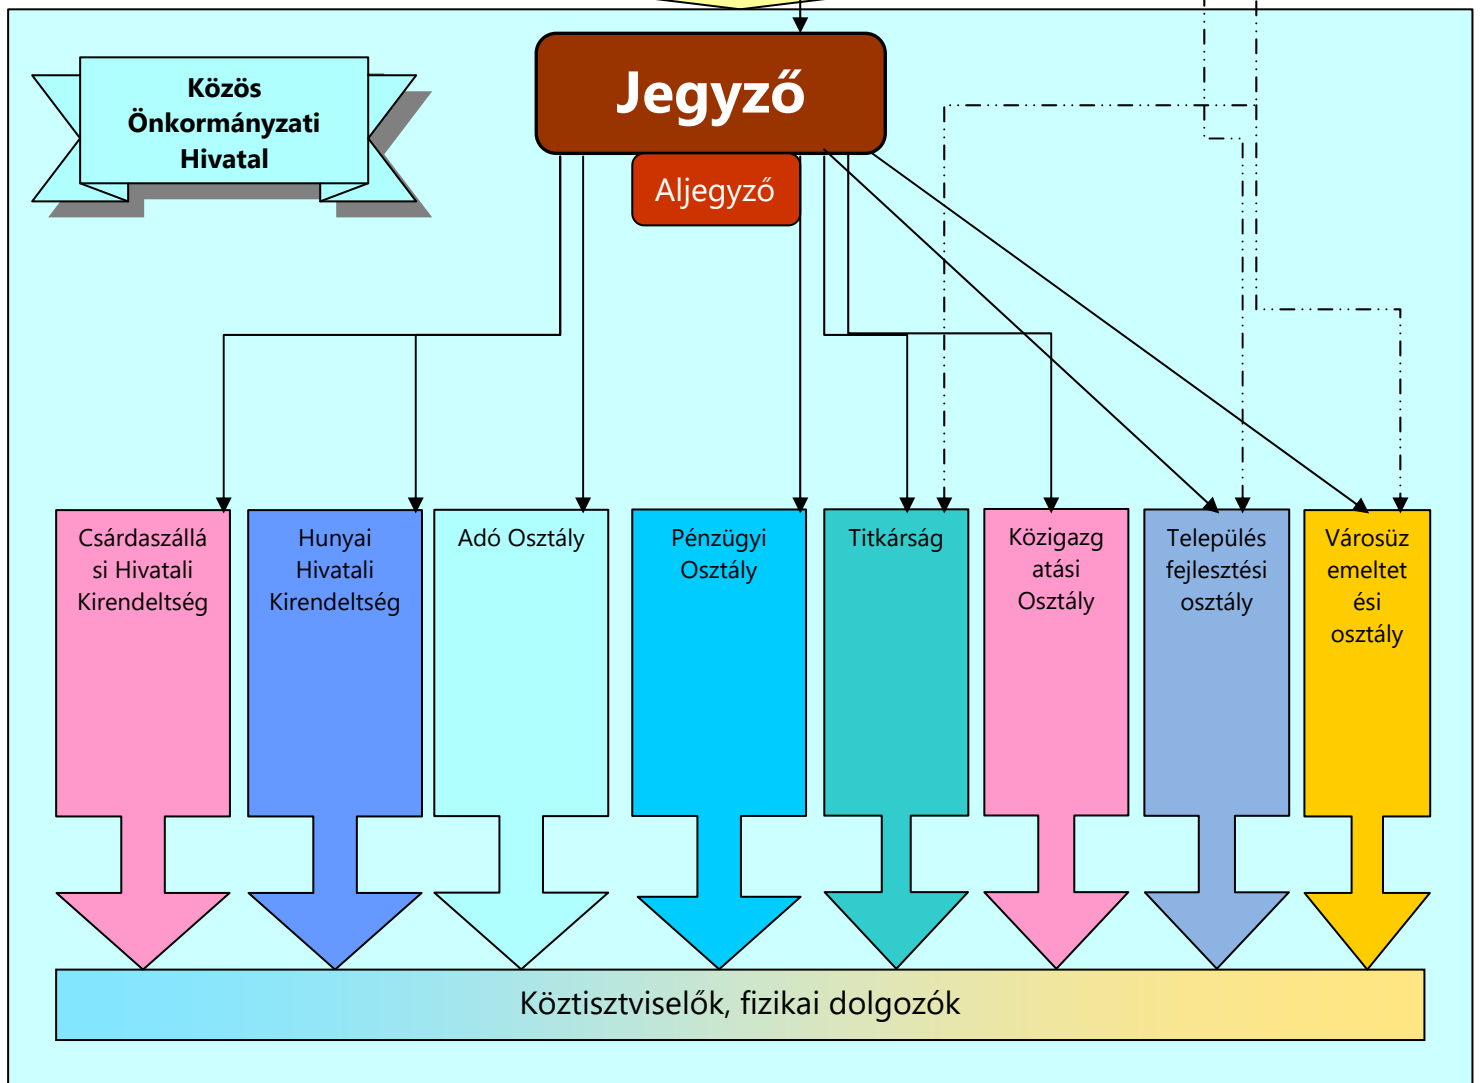 Közös
Önkormányzati
Hivatal
Jegyző
Aljegyző
Csárdaszállá
si Hivatali
Kirendeltség
Hunyai
Hivatali
Kirendeltség
Adó Osztály
Pénzügyi
Osztály
Titkárság
Közigazg
atási
Osztály
Település
fejlesztési
osztály
Városüz
emeltet
ési
osztály
Köztisztviselők, fizikai dolgozók